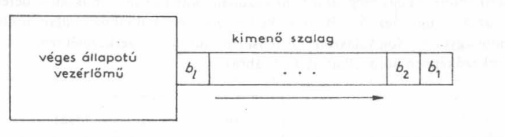 kimenő szalag
véges állapotú
vezérlőmű
b_l . . . b_2 b_1